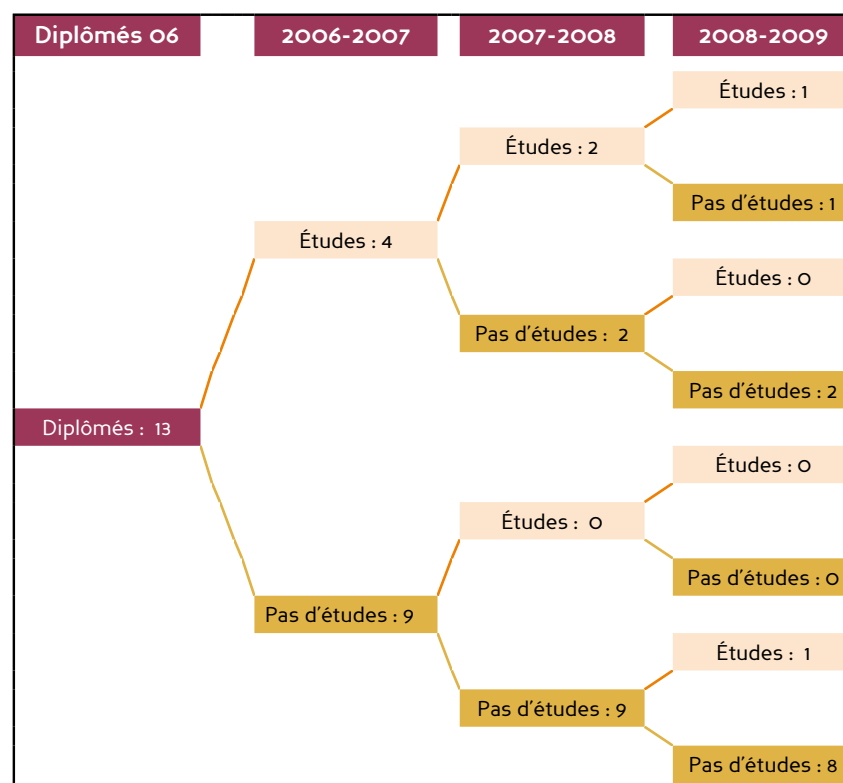 Diplômés 06 2006-2007 2007-2008 2008-2009
Études : 1
Études : 2
Pas d'études : 1
Études : 4
Études : 0
Pas d'études : 2
Pas d'études : 2
Diplômés : 13
Études : 0
Études : 0
Pas d'études : 0
Pas d'études : 9
Études : 1
Pas d'études : 9
Pas d'études : 8